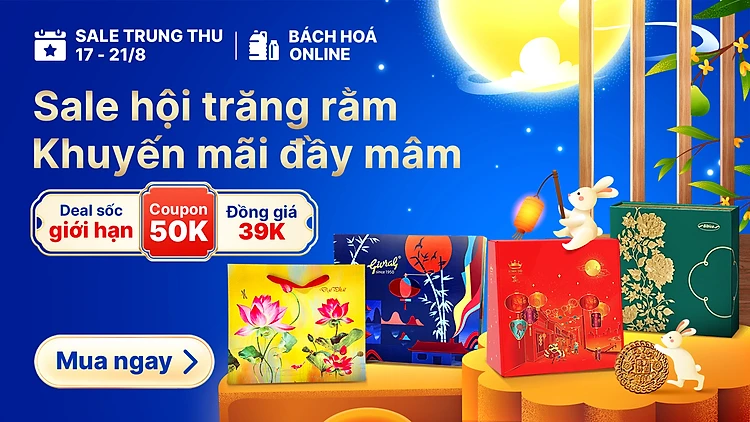 SALE TRUNG THU
17 - 21/8
BÁCH HOÁ
ONLINE
Sale hội trăng rằm
Khuyến mãi đầy mâm
Deal sốc
giới hạn
Coupon
50K
Đồng giá
39K
Mua ngay
Givral
since 1950
Bibica